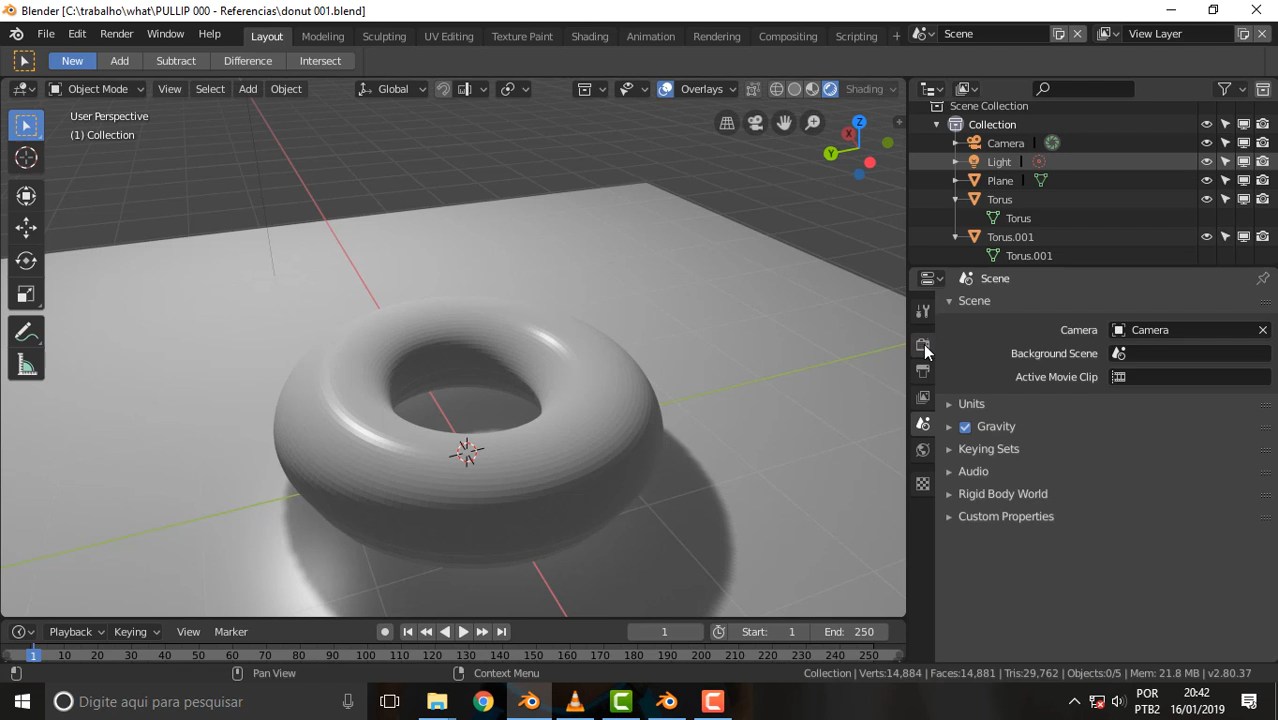 Blender [C:\trabalho\what\PULLIP 000 - Referencias\donut 001.blend]
File Edit Render Window Help Layout Modeling Sculpting UV Editing Texture Paint Shading Animation Rendering Compositing Scripting + Scene View Layer
New Add Subtract Difference Intersect
Object Mode View Select Add Object Global Overlays Shading
User Perspective
(1) Collection
Z
X
Y
Scene Collection
Collection
Camera
Light
Plane
Torus
Torus
Torus.001
Torus.001
Scene
Scene
Camera Camera
Background Scene
Active Movie Clip
Units
Gravity
Keying Sets
Audio
Rigid Body World
Custom Properties
Playback Keying View Marker 1 Start: 1 End: 250
1 10 20 30 40 50 60 70 80 90 100 110 120 130 140 150 160 170 180 190 200 210 220 230 240 250
Pan View Context Menu Collection | Verts:14,884 | Faces:14,881 | Tris:29,762 | Objects:0/5 | Mem: 21.8 MB | v2.80.37
Digite aqui para pesquisar
POR 20:42
PTB2 16/01/2019